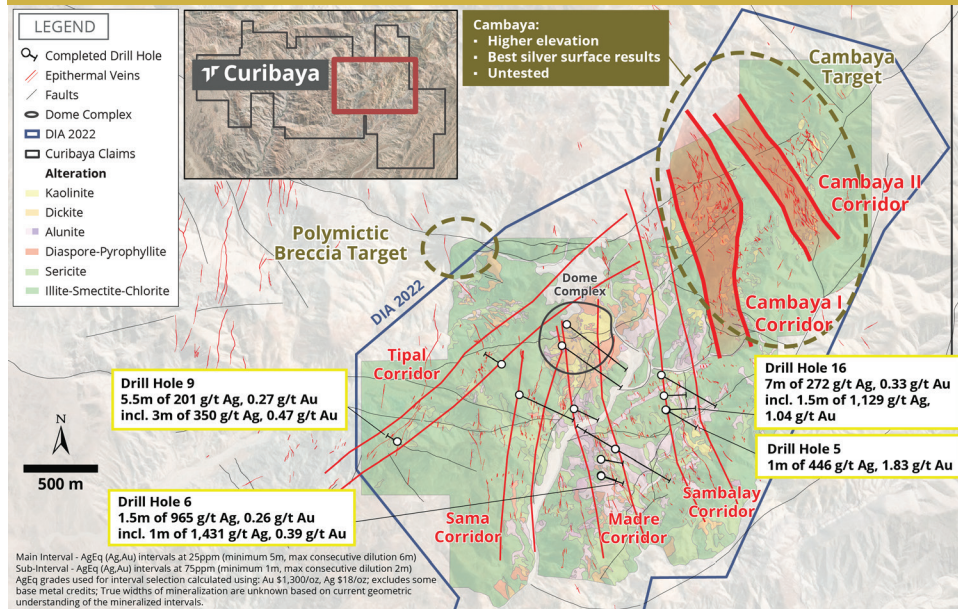 LEGEND
Completed Drill Hole
Epithermal Veins
Faults
Dome Complex
DIA 2022
Curibaya Claims
Alteration
Kaolinite
Dickite
Alunite
Diaspore-Pyrophyllite
Sericite
Illite-Smectite-Chlorite
Curibaya
Cambaya:
▪ Higher elevation
▪ Best silver surface results
▪ Untested
Cambaya
Target
Cambaya II
Corridor
Polymictic
Breccia Target
DIA 2022
Dome
Complex
Cambaya I
Corridor
Tipal
Corridor
Drill Hole 9
5.5m of 201 g/t Ag, 0.27 g/t Au
incl. 3m of 350 g/t Ag, 0.47 g/t Au
Drill Hole 16
7m of 272 g/t Ag, 0.33 g/t Au
incl. 1.5m of 1,129 g/t Ag,
1.04 g/t Au
Drill Hole 5
1m of 446 g/t Ag, 1.83 g/t Au
N
500 m
Drill Hole 6
1.5m of 965 g/t Ag, 0.26 g/t Au
incl. 1m of 1,431 g/t Ag, 0.39 g/t Au
Sama
Corridor
Madre
Corridor
Sambalay
Corridor
Main Interval - AgEq (Ag,Au) intervals at 25ppm (minimum 5m, max consecutive dilution 6m)
Sub-Interval - AgEq (Ag,Au) intervals at 75ppm (minimum 1m, max consecutive dilution 2m)
AgEq grades used for interval selection calculated using: Au $1,300/oz, Ag $18/oz; excludes some
base metal credits; True widths of mineralization are unknown based on current geometric
understanding of the mineralized intervals.